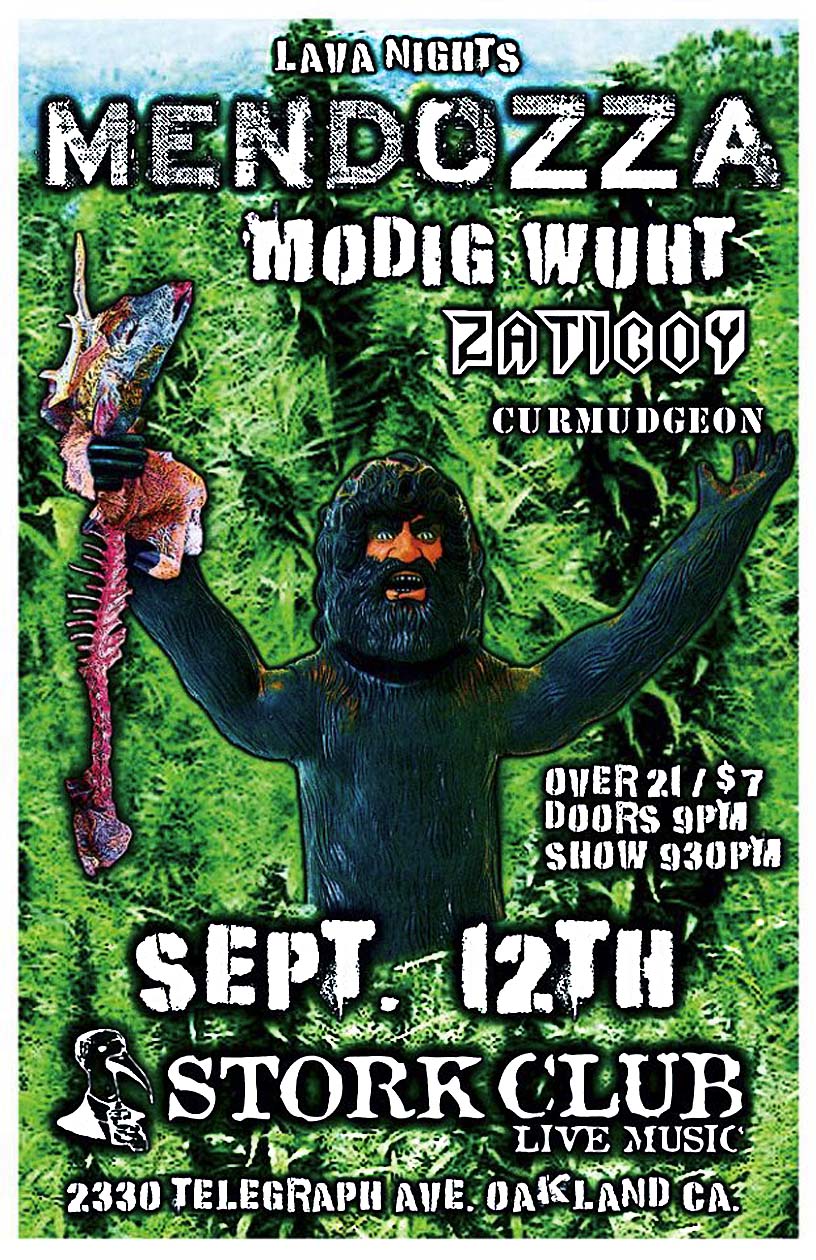 LAVA NIGHTS
MENDOZZA
MODIG WUHT
ZATICOY
CURMUDGEON
OVER 21 / $7
DOORS 9PM
SHOW 930PM
SEPT. 12TH
STORK CLUB
LIVE MUSIC
2330 TELEGRAPH AVE. OAKLAND CA.